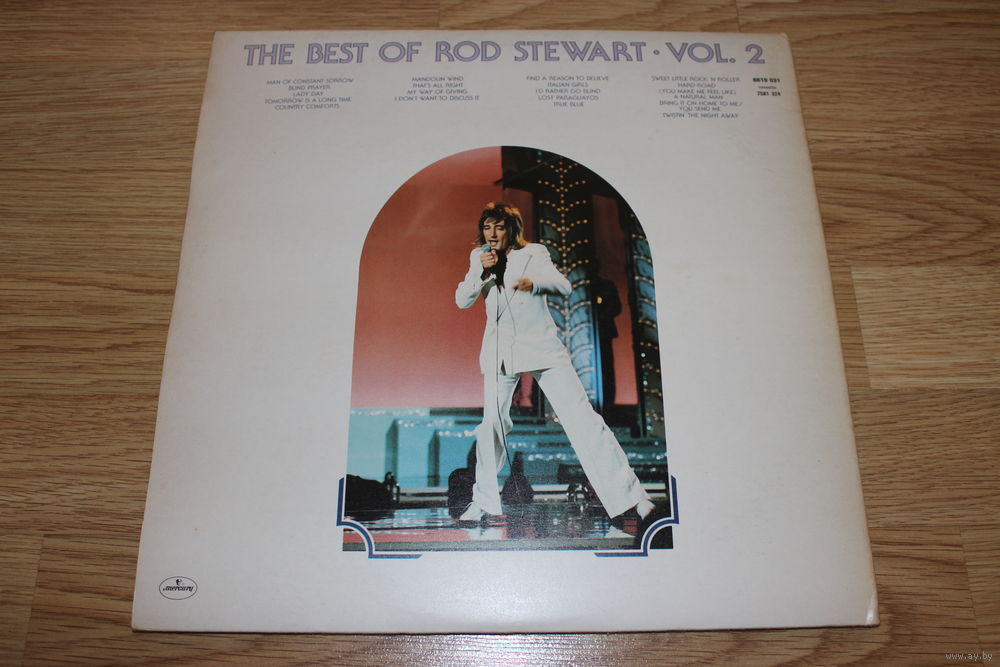 THE BEST OF ROD STEWART · VOL. 2
MAN OF CONSTANT SORROW
BLIND PRAYER
LADY DAY
TOMORROW IS A LONG TIME
COUNTRY COMFORTS
MANDOLIN WIND
THAT'S ALL RIGHT
MY WAY OF GIVING
I DON'T WANT TO DISCUSS IT
FIND A REASON TO BELIEVE
ITALIAN GIRLS
I'D RATHER GO BLIND
LOST PARAGUAYOS
TRUE BLUE
SWEET LITTLE ROCK 'N ROLLER
HARD ROAD
(YOU MAKE ME FEEL LIKE)
A NATURAL MAN
BRING IT ON HOME TO ME/
YOU SEND ME
TWISTIN' THE NIGHT AWAY
6619 031
7581 324
mercury
www.ay.by